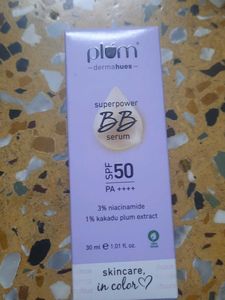 plum
dermahues
superpower
BB
serum
SPF 50
PA ++++
3% niacinamide
1% kakadu plum extract
30 ml e 1.01 fl. oz.
skincare,
in color